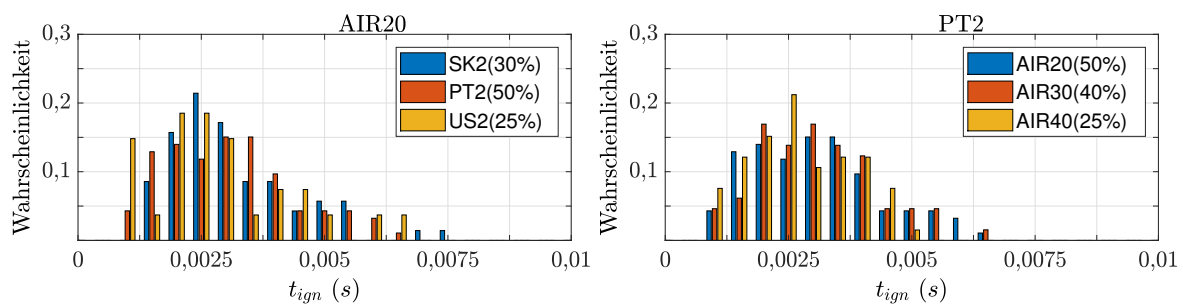 AIR20
Wahrscheinlichkeit
0,3
0,2
0,1
SK2(30%)
PT2(50%)
US2(25%)
0
0,0025
0,005
0,0075
0,01
t_ign (s)
PT2
Wahrscheinlichkeit
0,3
0,2
0,1
AIR20(50%)
AIR30(40%)
AIR40(25%)
0
0,0025
0,005
0,0075
0,01
t_ign (s)